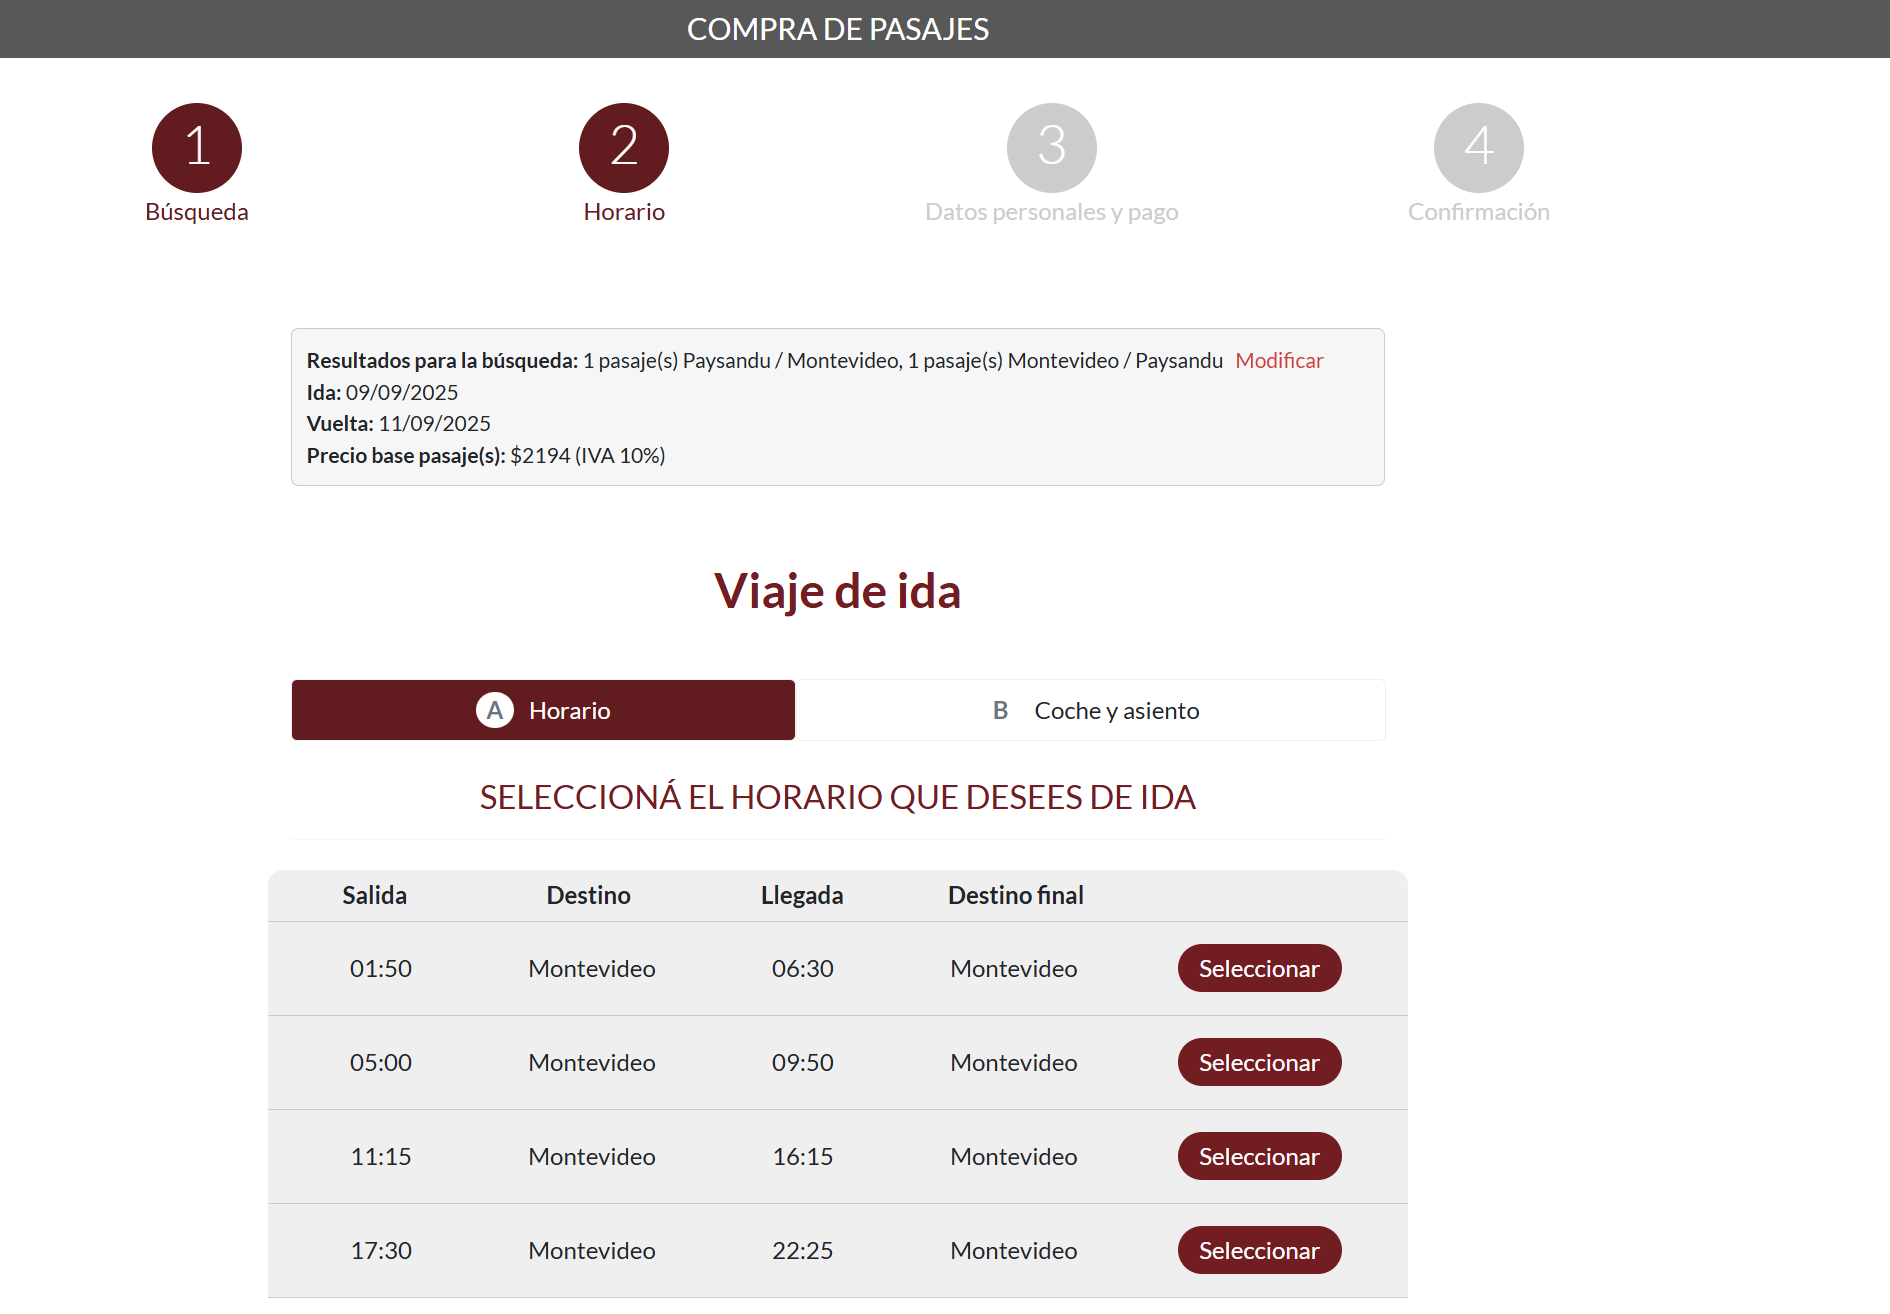 COMPRA DE PASAJES
1
Búsqueda
2
Horario
3
Datos personales y pago
4
Confirmación
Resultados para la búsqueda: 1 pasaje(s) Paysandu / Montevideo, 1 pasaje(s) Montevideo / Paysandu Modificar
Ida: 09/09/2025
Vuelta: 11/09/2025
Precio base pasaje(s): $2194 (IVA 10%)
Viaje de ida
A Horario
B Coche y asiento
SELECCIONÁ EL HORARIO QUE DESEES DE IDA
Salida Destino Llegada Destino final
01:50 Montevideo 06:30 Montevideo Seleccionar
05:00 Montevideo 09:50 Montevideo Seleccionar
11:15 Montevideo 16:15 Montevideo Seleccionar
17:30 Montevideo 22:25 Montevideo Seleccionar